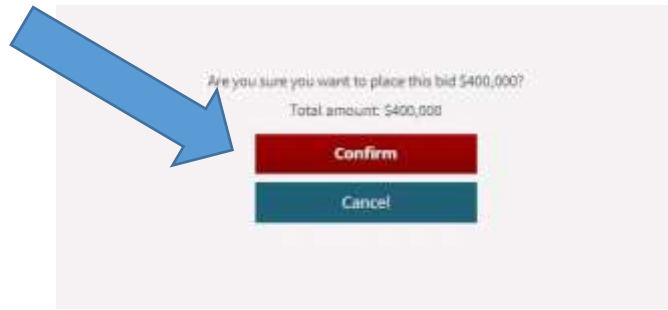 Are you sure you want to place this bid $400,000?
Total amount: $400,000
Confirm
Cancel